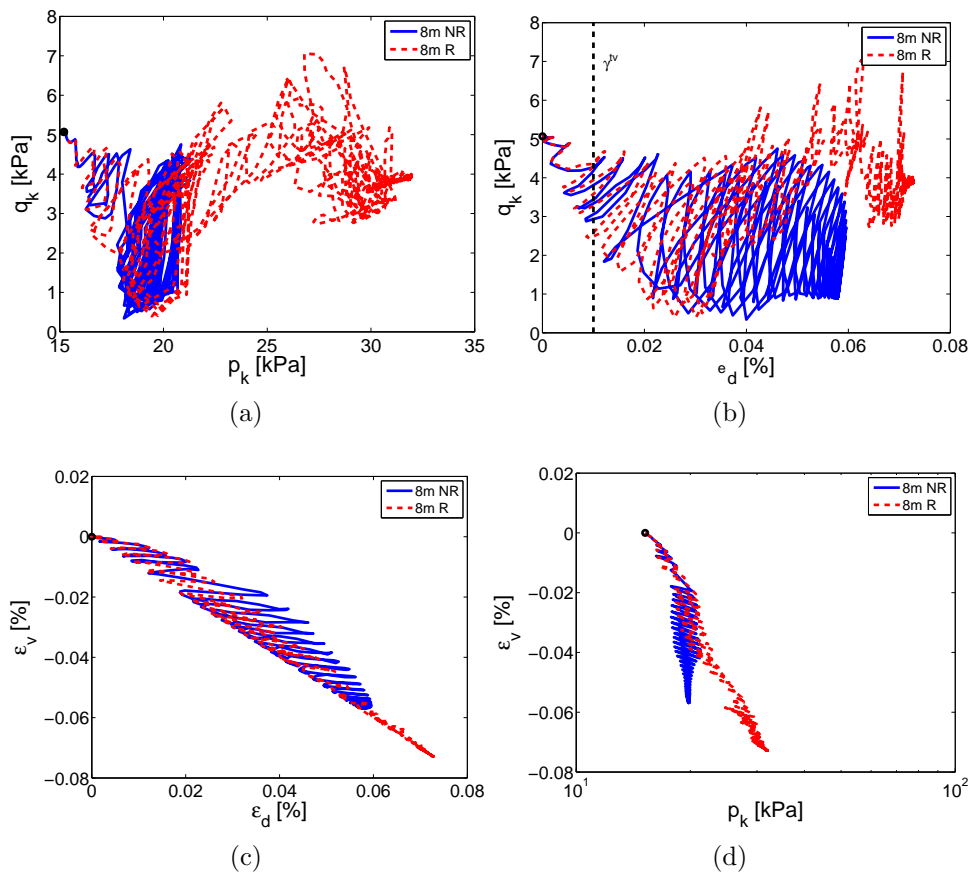 8
7
6
5
4
3
2
1
0
15 20 25 30 35
q_k [kPa]
p_k [kPa]
8m NR
8m R
(a)
8
7
6
5
4
3
2
1
0
0 0.02 0.04 0.06 0.08
q_k [kPa]
e_d [%]
γ^tv
8m NR
8m R
(b)
0.02
0
−0.02
−0.04
−0.06
−0.08
0 0.02 0.04 0.06 0.08
ε_v [%]
ε_d [%]
8m NR
8m R
(c)
0.02
0
−0.02
−0.04
−0.06
−0.08
10^1 10^2
ε_v [%]
p_k [kPa]
8m NR
8m R
(d)